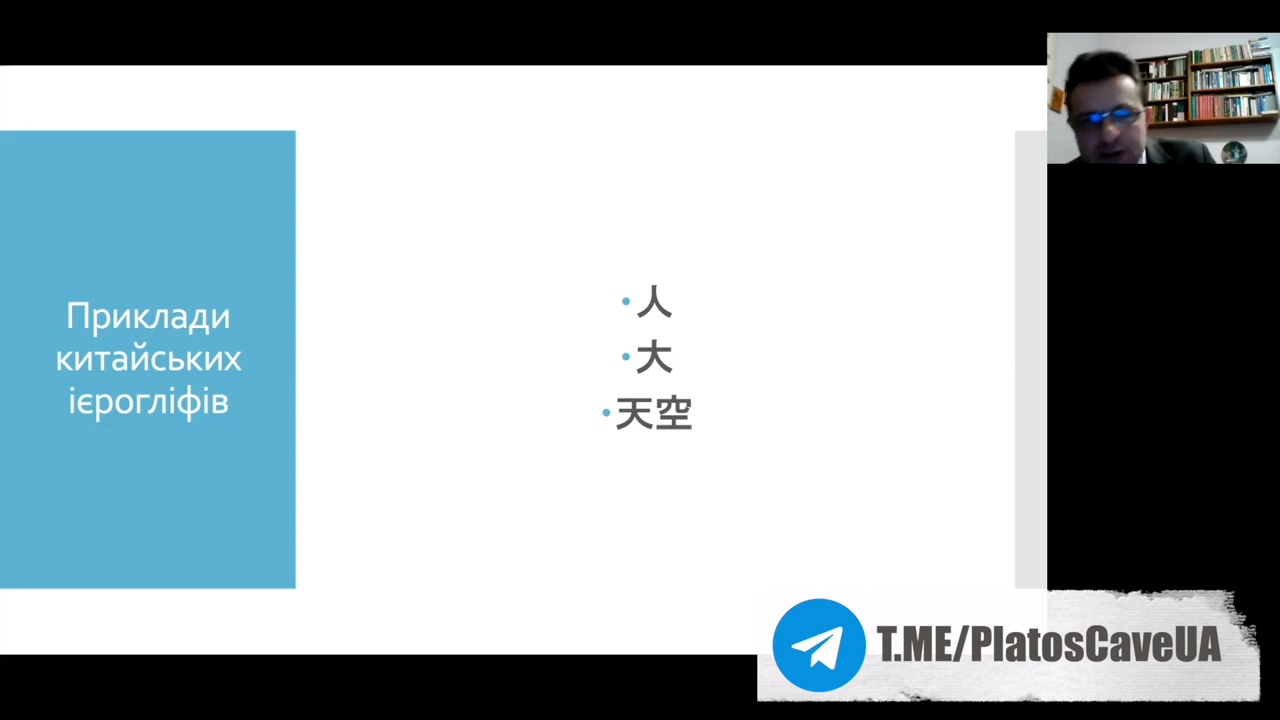 Приклади
китайських
ієрогліфів
人
大
天空
T.ME/PlatosCaveUA